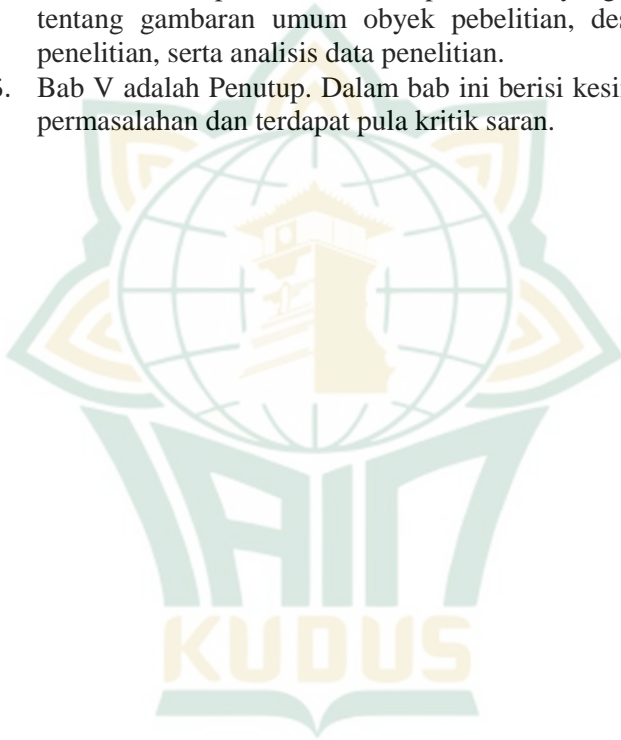 tentang gambaran umum obyek pebelitian,
penelitian, serta analisis data penelitian.
Bab V adalah Penutup. Dalam bab ini berisi
permasalahan dan terdapat pula kritik saran.
IAIN
KUDUS